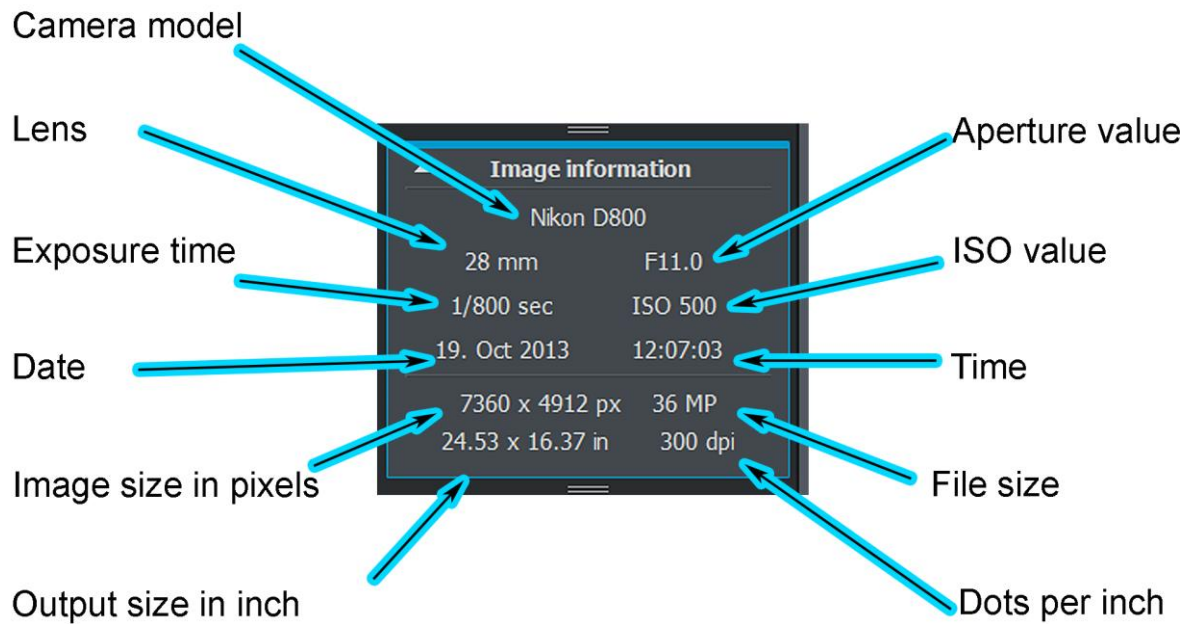 Camera model
Lens
Aperture value
Image information
Nikon D800
Exposure time
28 mm F11.0
ISO value
1/800 sec ISO 500
Date
19. Oct 2013 12:07:03
Time
7360 x 4912 px 36 MP
24.53 x 16.37 in 300 dpi
Image size in pixels
File size
Output size in inch
Dots per inch